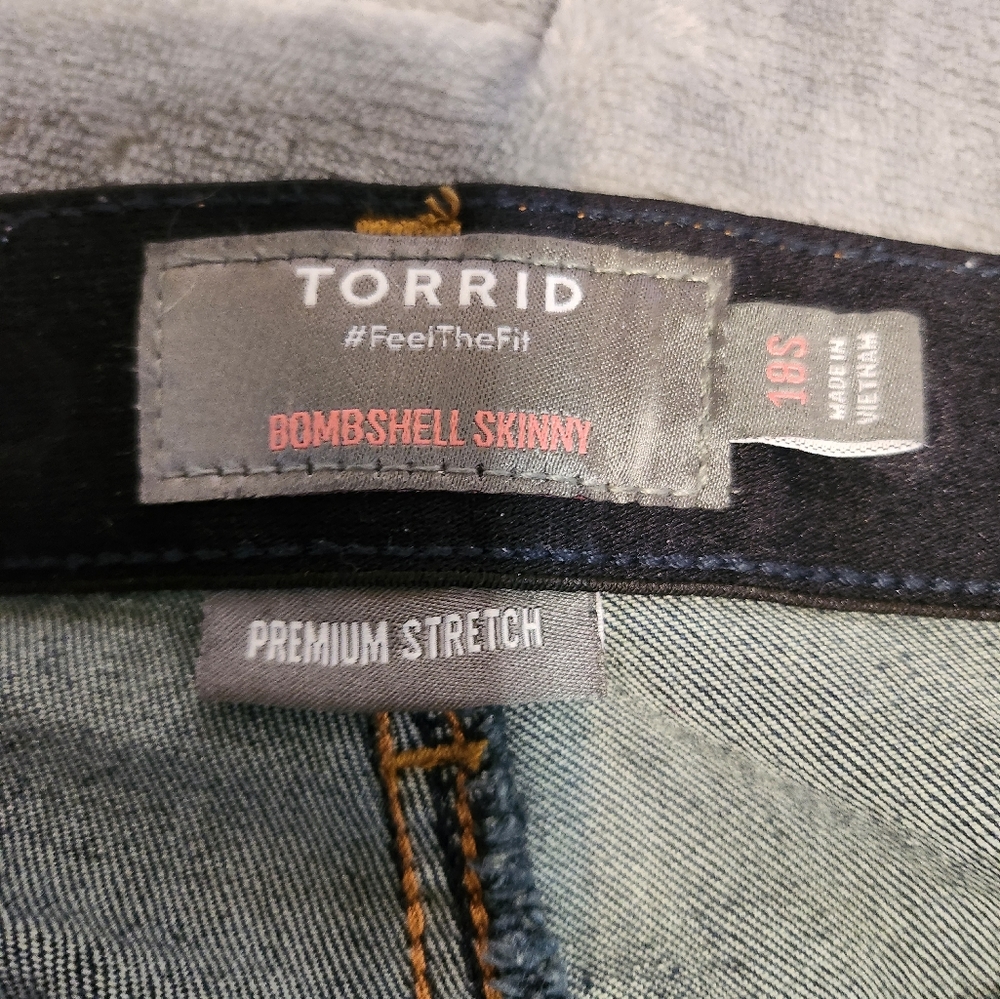 TORRID
#FeelTheFit
BOMBSHELL SKINNY
18S
MADE IN
VIETNAM
PREMIUM STRETCH